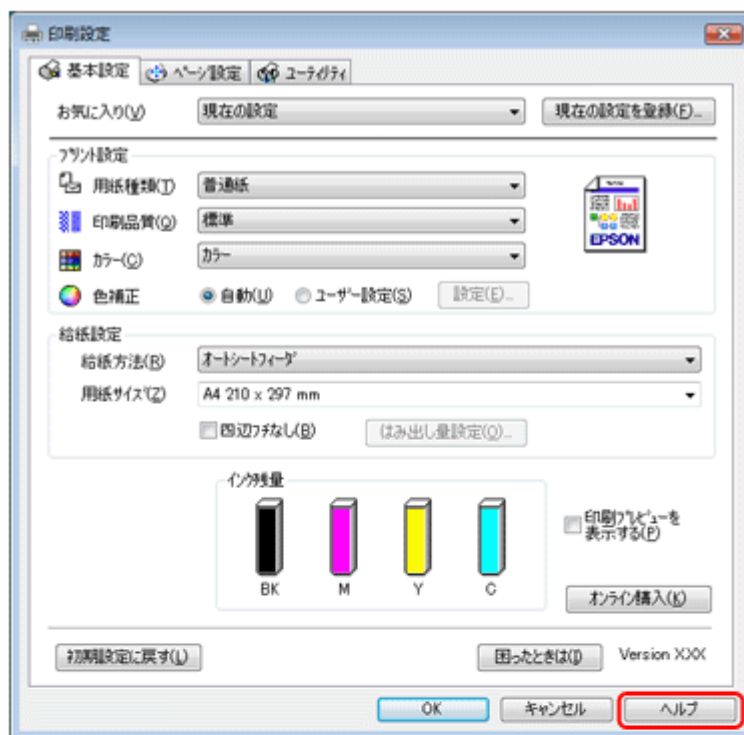 印刷設定
基本設定 ページ設定 ユーティリティ
お気に入り(V) 現在の設定 現在の設定を登録(F)...
プリント設定
用紙種類(T) 普通紙
印刷品質(Q) 標準
カラー(C) カラー
EPSON
色補正 自動(U) ユーザー設定(S) 設定(E)...
給紙設定
給紙方法(R) オートシートフィーダ
用紙サイズ(Z) A4 210 x 297 mm
四辺フチなし(B) はみ出し量設定(O)...
インク残量
印刷プレビューを
表示する(P)
BK M Y C
オンライン購入(K)
初期設定に戻す(L) 困ったときは(I) Version X.XX
OK キャンセル ヘルプ